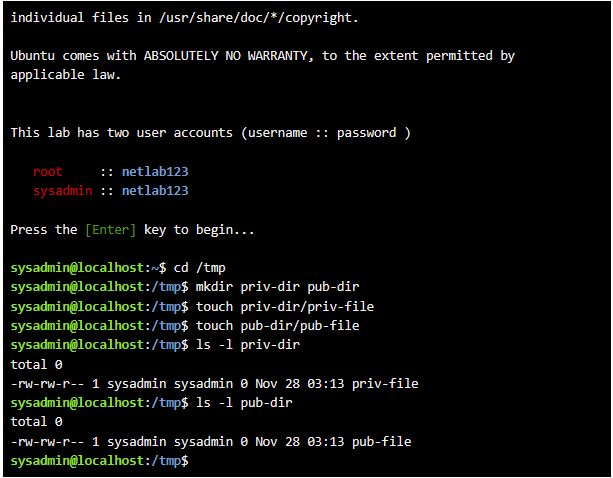 individual files in /usr/share/doc/*/copyright.
Ubuntu comes with ABSOLUTELY NO WARRANTY, to the extent permitted by
applicable law.
This lab has two user accounts (username :: password )
root     :: netlab123
sysadmin :: netlab123
Press the [Enter] key to begin...
sysadmin@localhost:~$ cd /tmp
sysadmin@localhost:/tmp$ mkdir priv-dir pub-dir
sysadmin@localhost:/tmp$ touch priv-dir/priv-file
sysadmin@localhost:/tmp$ touch pub-dir/pub-file
sysadmin@localhost:/tmp$ ls -l priv-dir
total 0
-rw-rw-r-- 1 sysadmin sysadmin 0 Nov 28 03:13 priv-file
sysadmin@localhost:/tmp$ ls -l pub-dir
total 0
-rw-rw-r-- 1 sysadmin sysadmin 0 Nov 28 03:13 pub-file
sysadmin@localhost:/tmp$